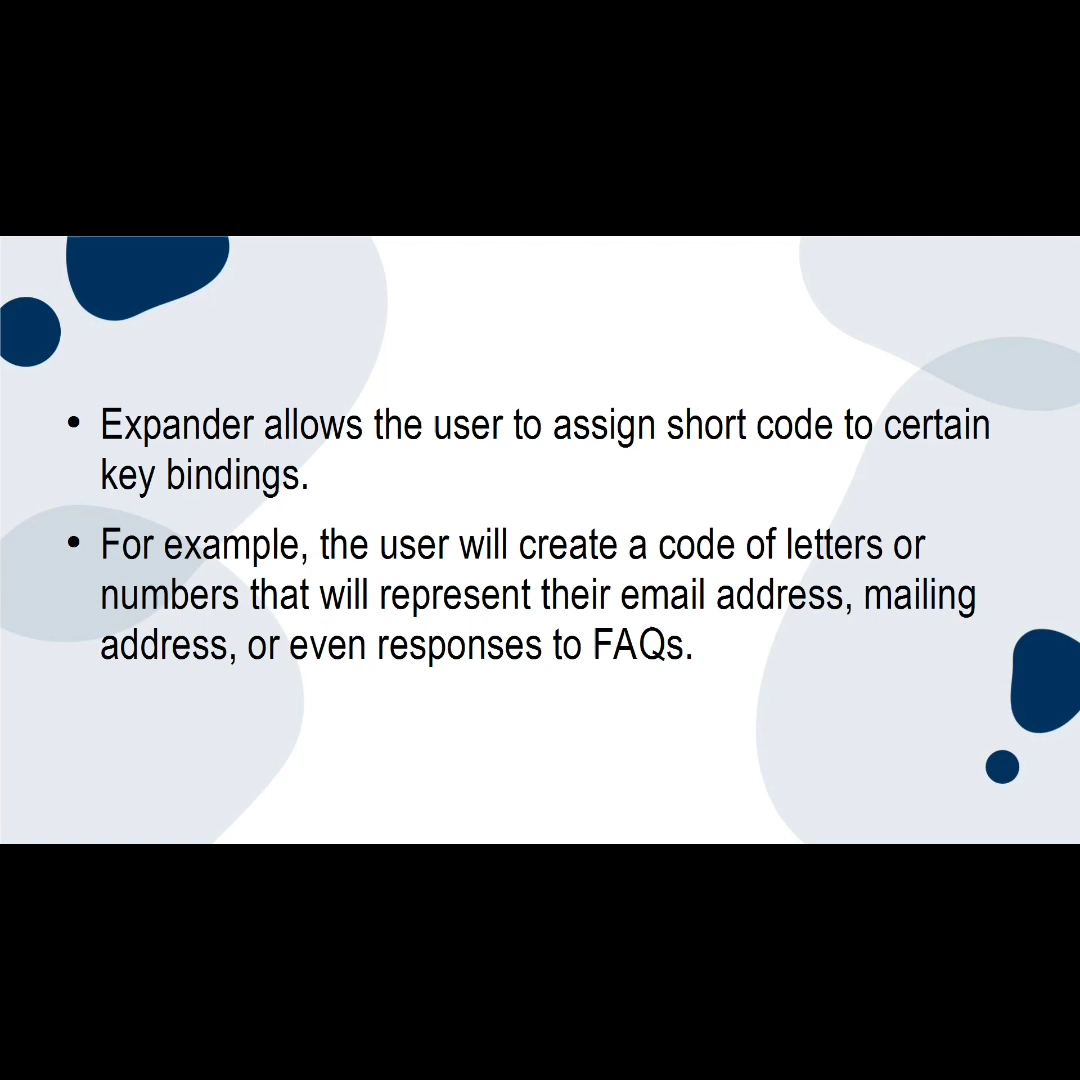 • Expander allows the user to assign short code to certain
key bindings.
• For example, the user will create a code of letters or
numbers that will represent their email address, mailing
address, or even responses to FAQs.